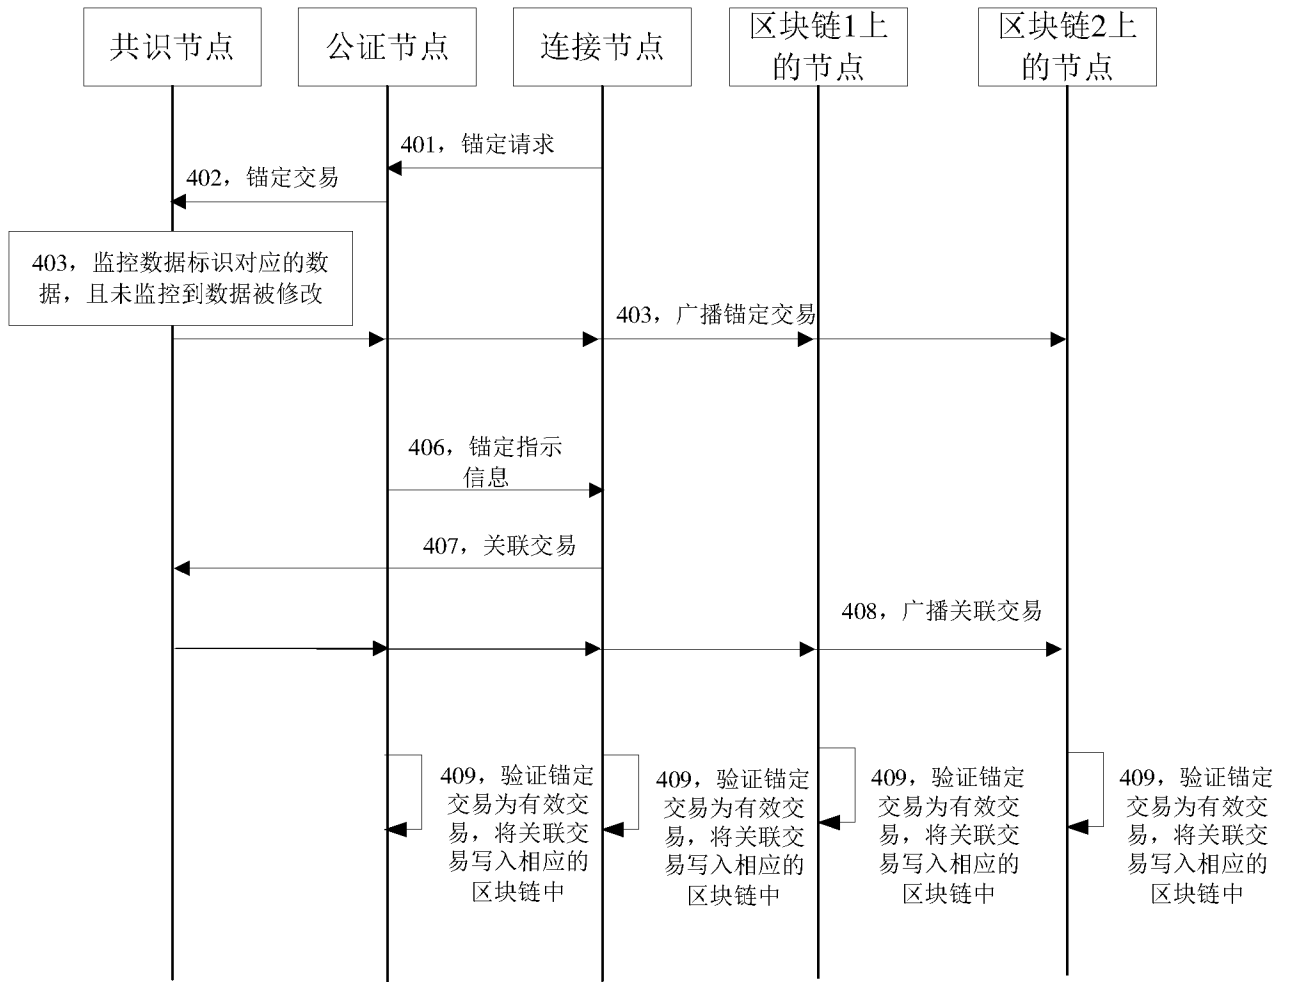 共识节点
公证节点
连接节点
区块链1上
的节点
区块链2上
的节点
401，锚定请求
402，锚定交易
403，监控数据标识对应的数
据，且未监控到数据被修改
403，广播锚定交易
406，锚定指示
信息
407，关联交易
408，广播关联交易
409，验证锚定
交易为有效交
易，将关联交
易写入相应的
区块链中
409，验证锚定
交易为有效交
易，将关联交
易写入相应的
区块链中
409，验证锚定
交易为有效交
易，将关联交
易写入相应的
区块链中
409，验证锚定
交易为有效交
易，将关联交
易写入相应的
区块链中